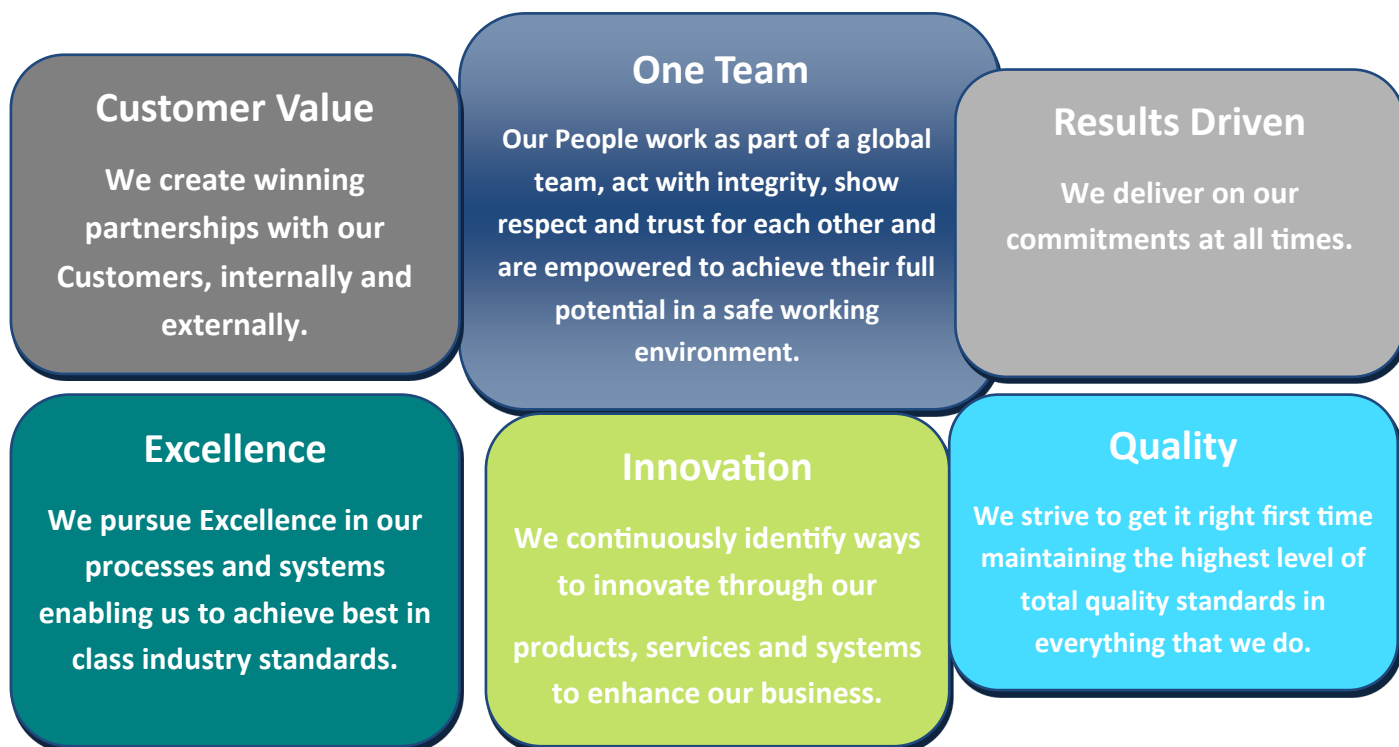 Customer Value
We create winning
partnerships with our
Customers, internally and
externally.
One Team
Our People work as part of a global
team, act with integrity, show
respect and trust for each other and
are empowered to achieve their full
potential in a safe working
environment.
Results Driven
We deliver on our
commitments at all times.
Excellence
We pursue Excellence in our
processes and systems
enabling us to achieve best in
class industry standards.
Innovation
We continuously identify ways
to innovate through our
products, services and systems
to enhance our business.
Quality
We strive to get it right first time
maintaining the highest level of
total quality standards in
everything that we do.